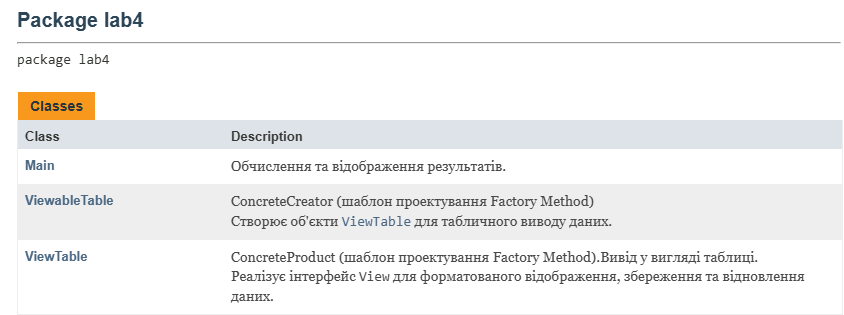 Package lab4
package lab4
Classes
Class Description
Main Обчислення та відображення результатів.
ViewableTable ConcreteCreator (шаблон проектування Factory Method)
Створює об'єкти ViewTable для табличного виводу даних.
ViewTable ConcreteProduct (шаблон проектування Factory Method).Вивід у вигляді таблиці.
Реалізує інтерфейс View для форматованого відображення, збереження та відновлення
даних.